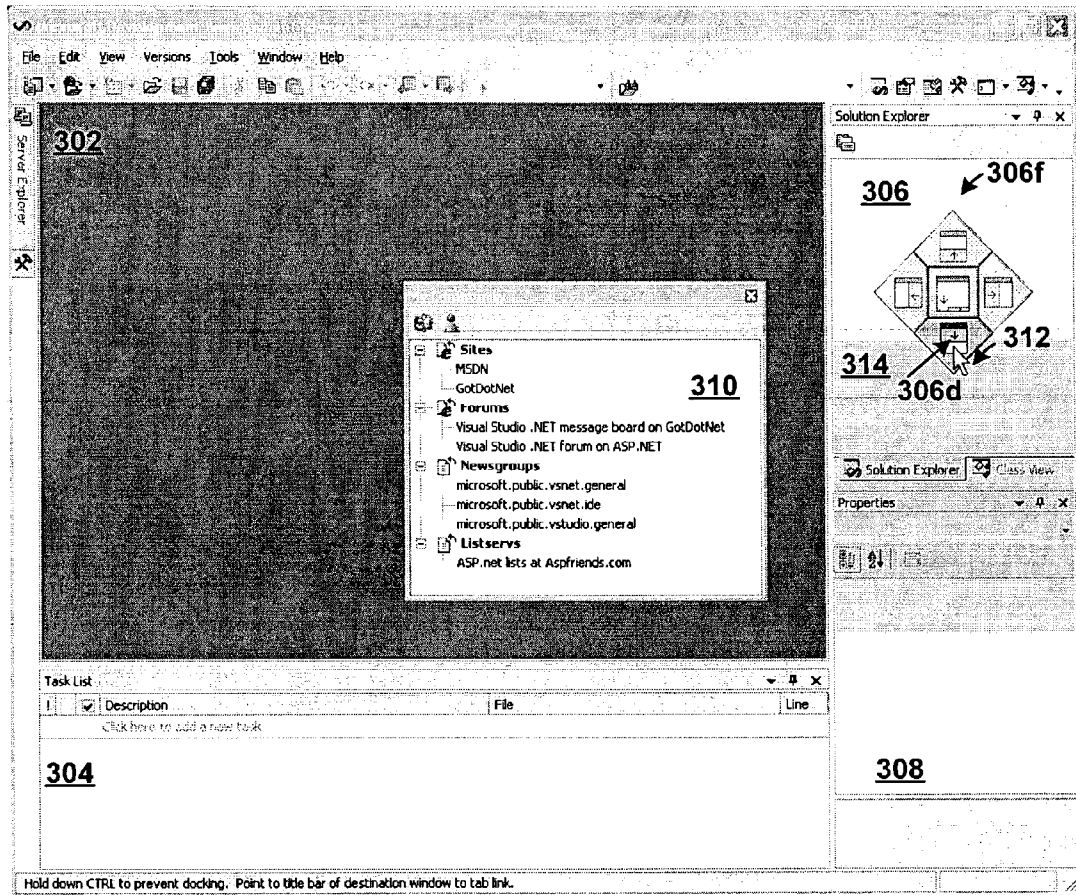 File Edit View Versions Tools Window Help
Server Explorer
302
Solution Explorer
306
306f
312
314
306d
310
Sites
MSDN
GotDotNet
Forums
Visual Studio .NET message board on GotDotNet
Visual Studio .NET forum on ASP.NET
Newsgroups
microsoft.public.vsnet.general
microsoft.public.vsnet.ide
microsoft.public.vstudio.general
Listservs
ASP.net lists at Aspfriends.com
Solution Explorer Class View
Properties
Task List
! Description File Line
Click here to add a new task
304
308
Hold down CTRL to prevent docking. Point to title bar of destination window to tab link.